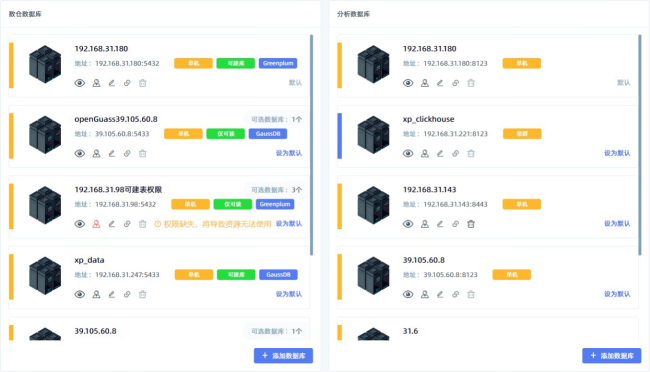 数仓数据库
192.168.31.180
地址：192.168.31.180:5432 单机 可建库 Greenplum
默认
openGuass39.105.60.8 可选数据库：1个
地址：39.105.60.8:5433 单机 仅可读 GaussDB
设为默认
192.168.31.98可建表权限 可选数据库：3个
地址：192.168.31.98:5432 单机 仅可读 Greenplum
权限缺失，将导致资源无法使用 设为默认
xp_data
地址：192.168.31.247:5433 单机 可建库 GaussDB
设为默认
39.105.60.8 可选数据库：1个
+ 添加数据库
分析数据库
192.168.31.180
地址：192.168.31.180:8123 单机
默认
xp_clickhouse
地址：192.168.31.221:8123 集群
设为默认
192.168.31.143
地址：192.168.31.143:8443 单机
设为默认
39.105.60.8
地址：39.105.60.8:8123 单机
设为默认
31.6
+ 添加数据库